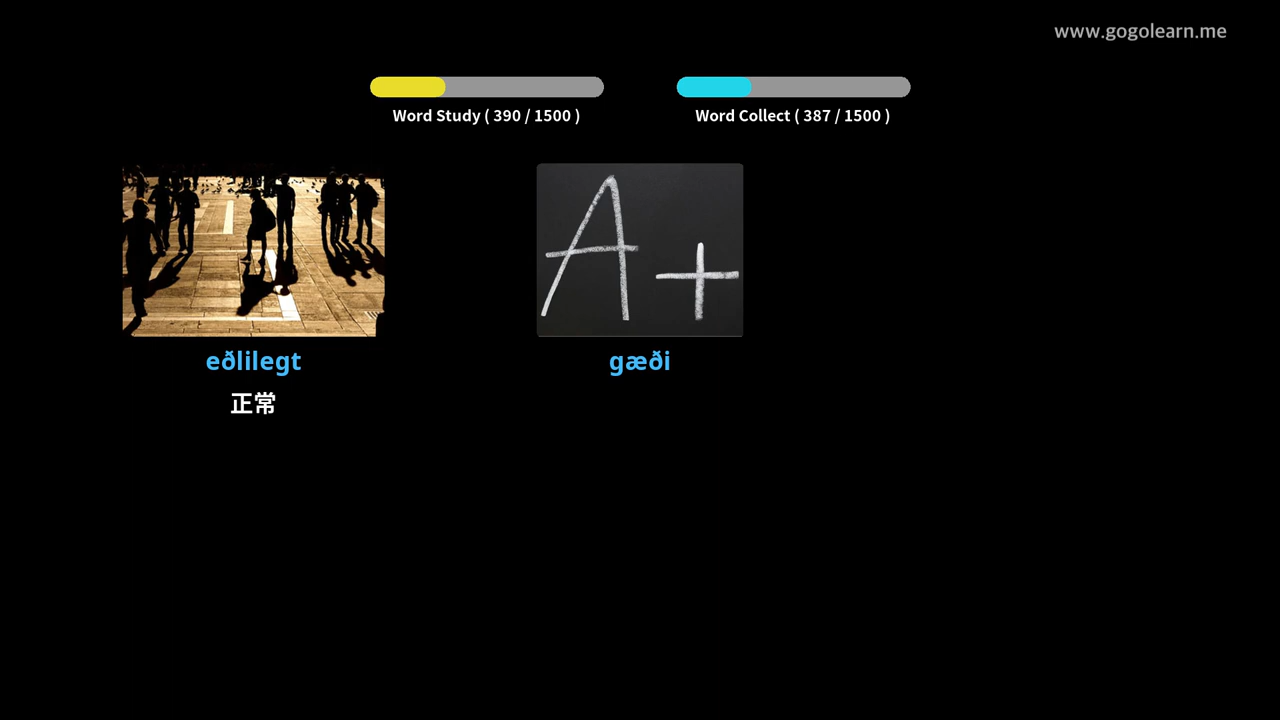 www.gogolearn.me
Word Study ( 390 / 1500 )
Word Collect ( 387 / 1500 )
A+
eðlilegt
gæði
正常